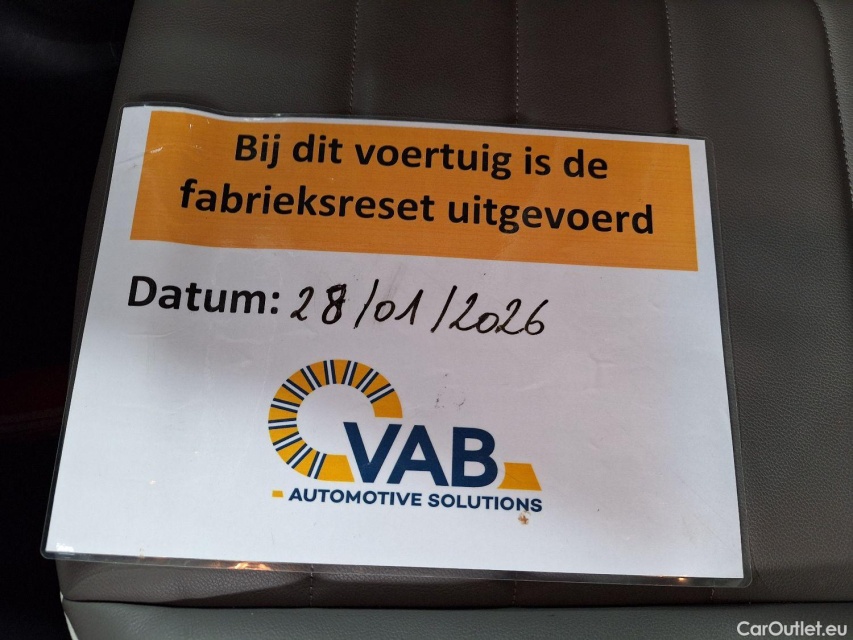 Bij dit voertuig is de
fabrieksreset uitgevoerd
Datum: 28/01/2026
VAB
AUTOMOTIVE SOLUTIONS
CarOutlet.eu